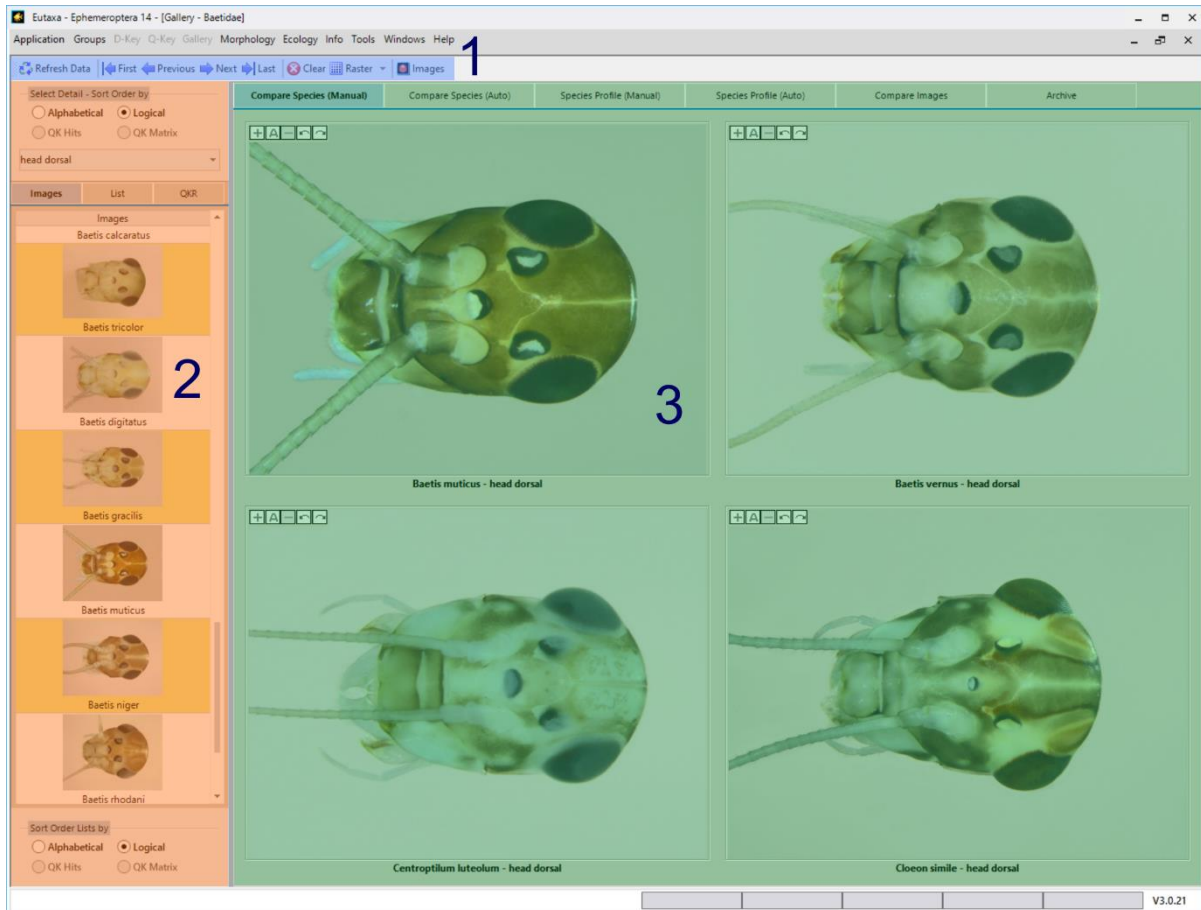 Eutaxa - Ephemeroptera 14 - [Gallery - Baetidae]
Application Groups D-Key Q-Key Gallery Morphology Ecology Info Tools Windows Help
1
Refresh Data First Previous Next Last Clear Raster Images
Select Detail - Sort Order by
Alphabetical Logical
QK Hits QK Matrix
head dorsal
Images List QKR
Images
Baetis calcaratus
Baetis tricolor
2
Baetis digitatus
Baetis gracilis
Baetis muticus
Baetis niger
Baetis rhodani
Sort Order Lists by
Alphabetical Logical
QK Hits QK Matrix
Compare Species (Manual) Compare Species (Auto) Species Profile (Manual) Species Profile (Auto) Compare Images Archive
+ A - + A -
3
Baetis muticus - head dorsal Baetis vernus - head dorsal
+ A - + A -
Centroptilum luteolum - head dorsal Cloeon simile - head dorsal
V3.0.21